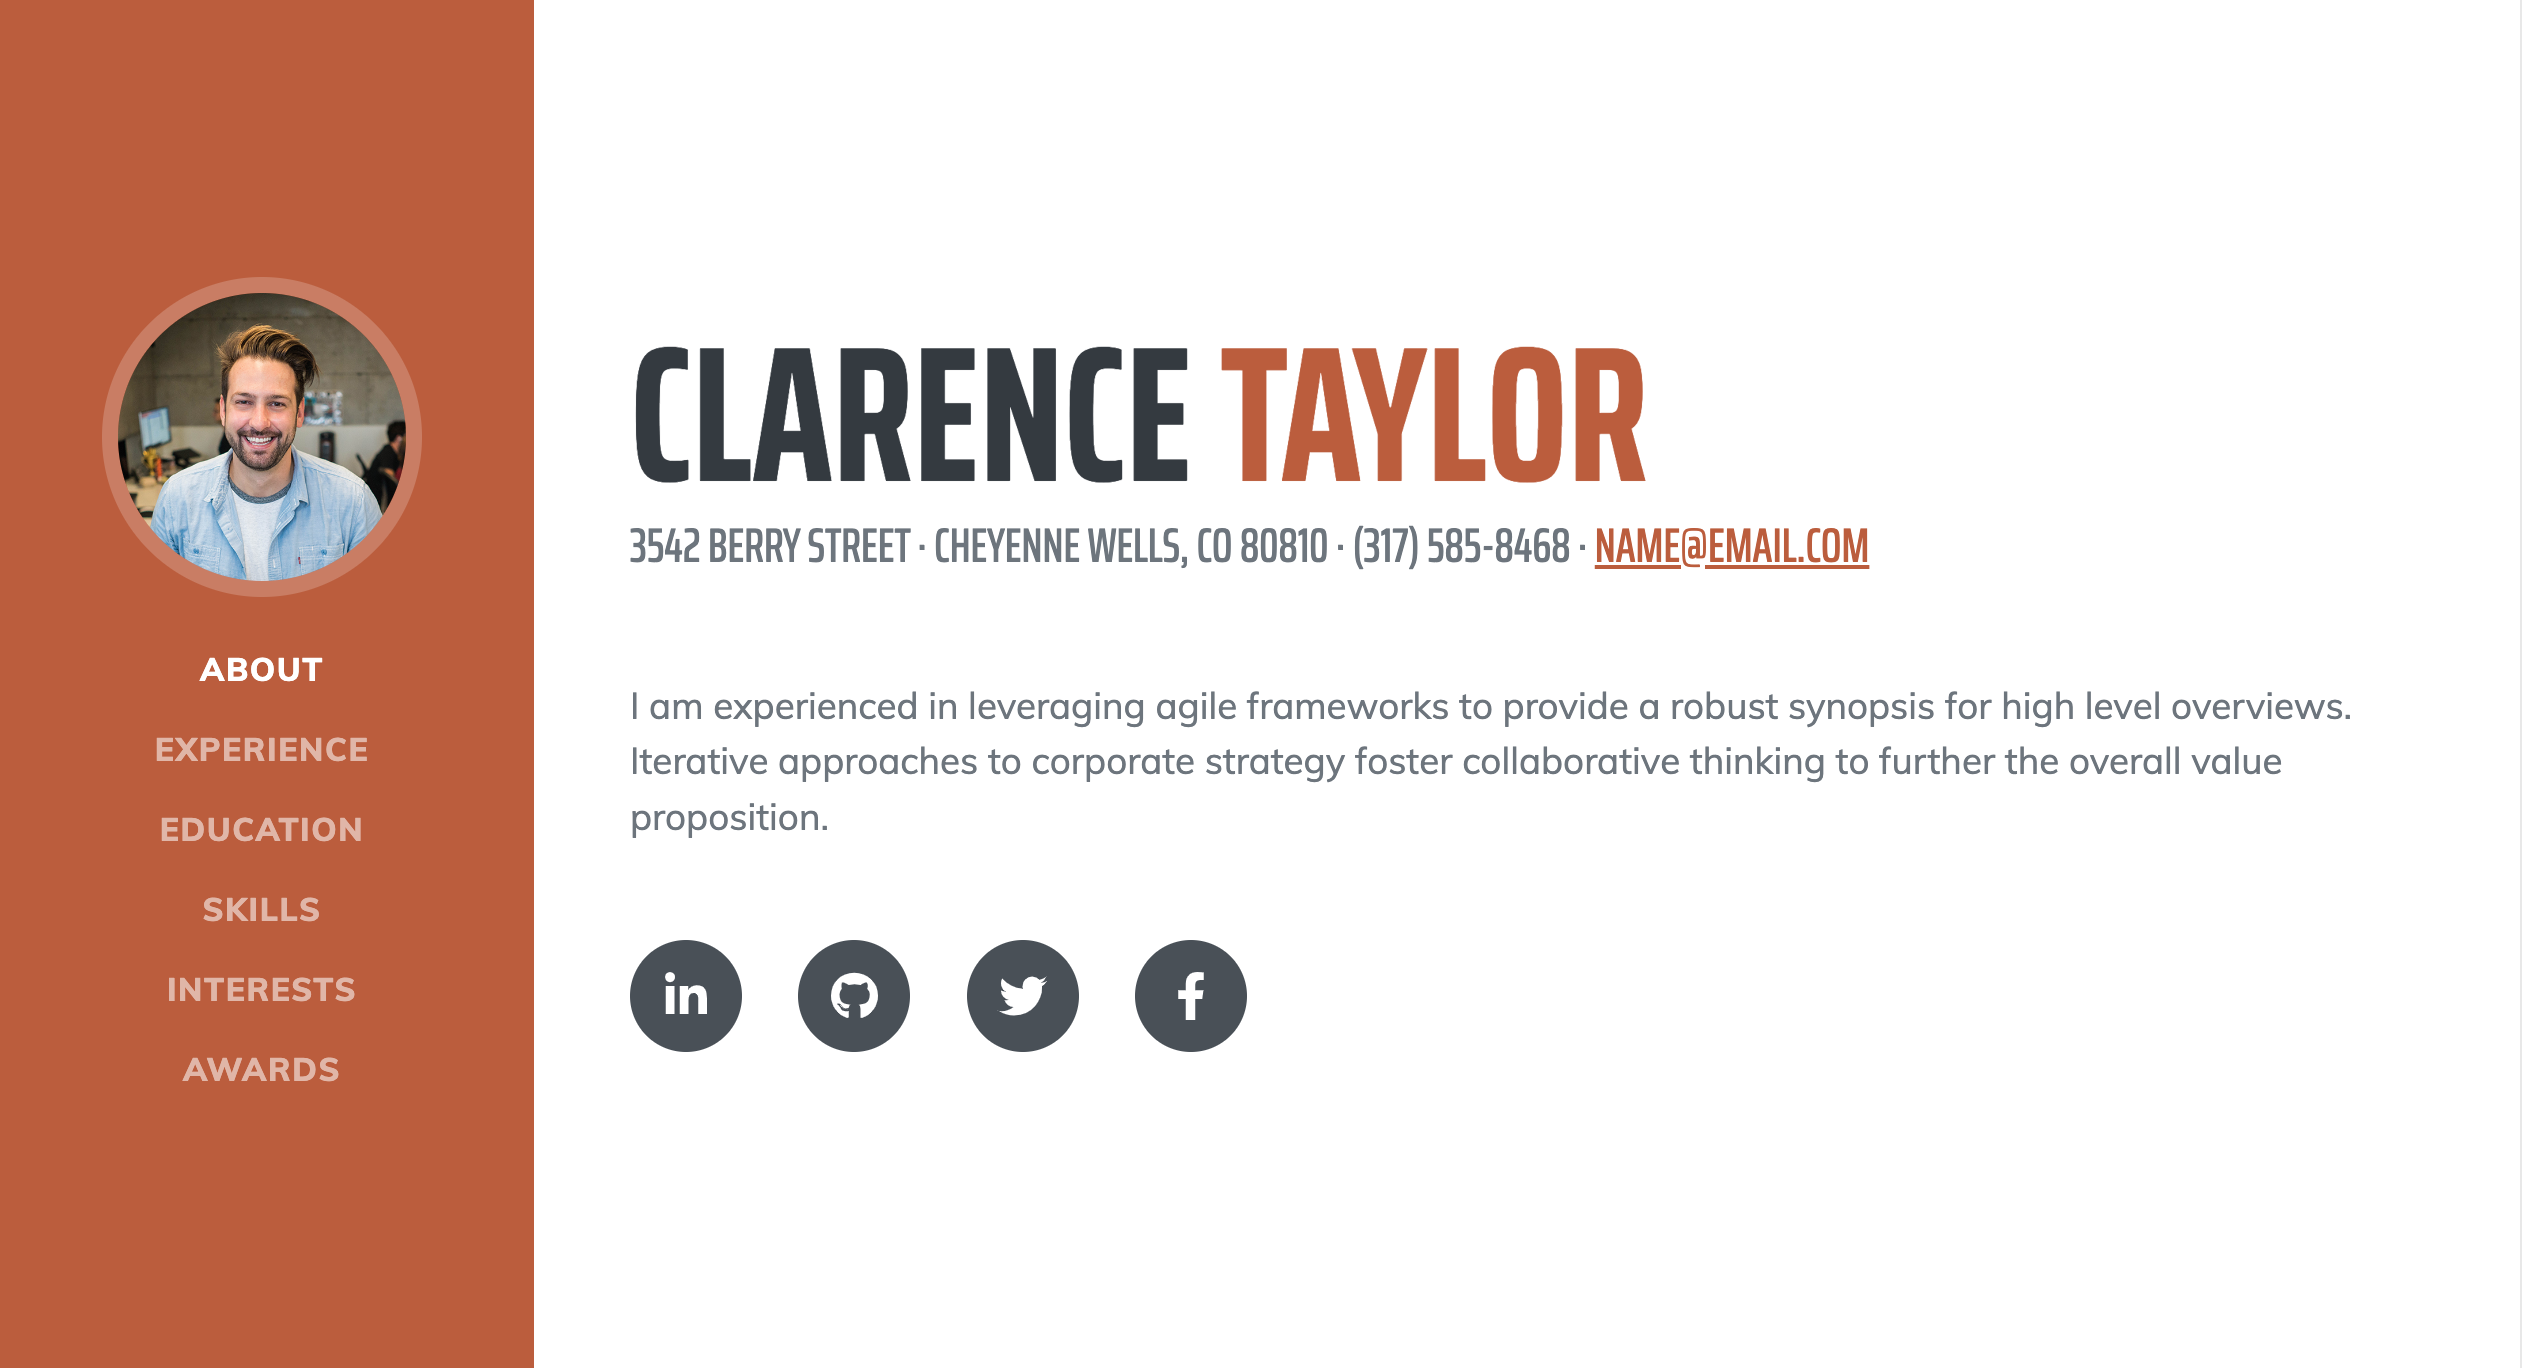 ABOUT
EXPERIENCE
EDUCATION
SKILLS
INTERESTS
AWARDS
CLARENCE TAYLOR
3542 BERRY STREET · CHEYENNE WELLS, CO 80810 · (317) 585-8468 · NAME@EMAIL.COM
I am experienced in leveraging agile frameworks to provide a robust synopsis for high level overviews.
Iterative approaches to corporate strategy foster collaborative thinking to further the overall value
proposition.
in